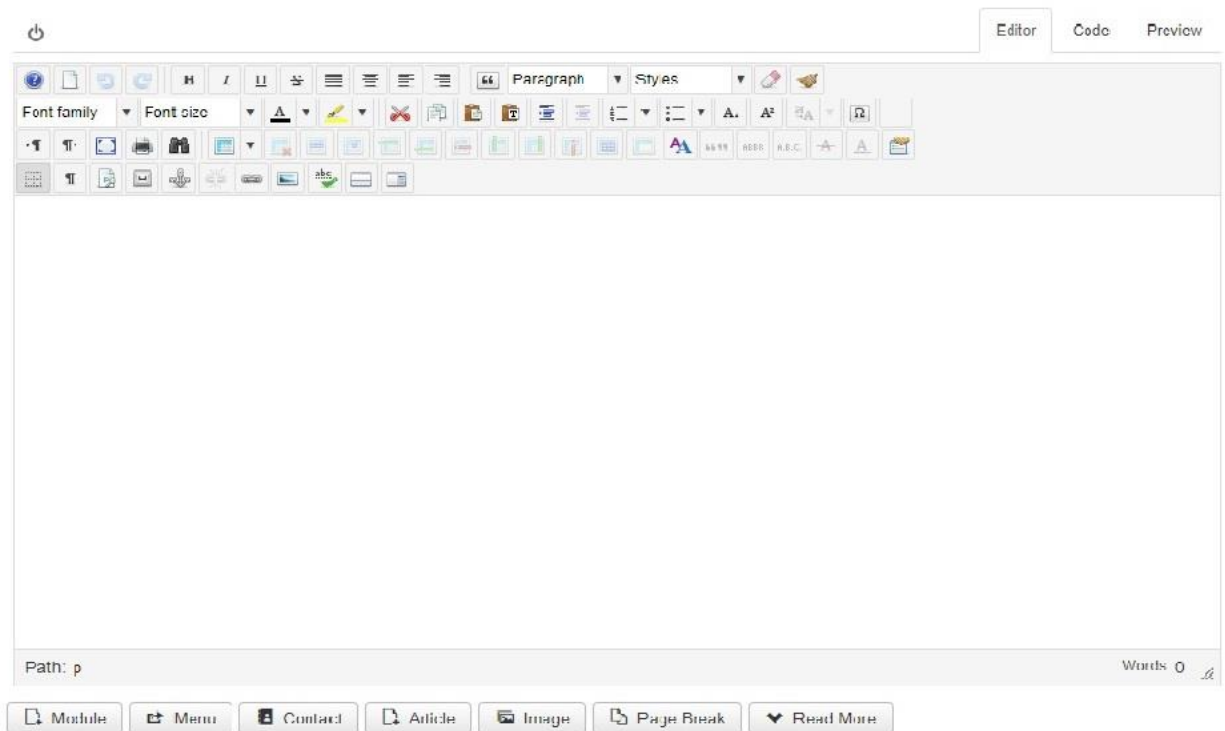 Editor Code Preview
Paragraph Styles
Font family Font size
Path: p Words 0
Module Menu Contact Article Image Page Break Read More